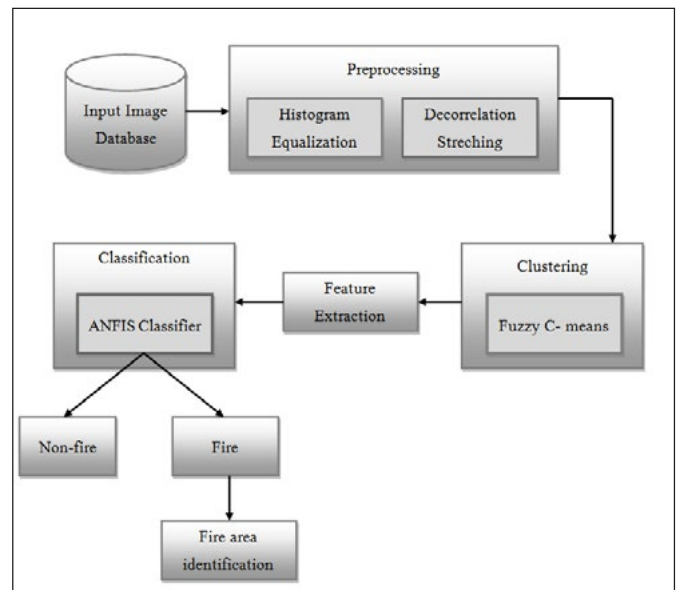 Preprocessing
Input Image
Database
Histogram
Equalization
Decorrelation
Streching
Classification
ANFIS Classifier
Feature
Extraction
Clustering
Fuzzy C- means
Non-fire
Fire
Fire area
identification